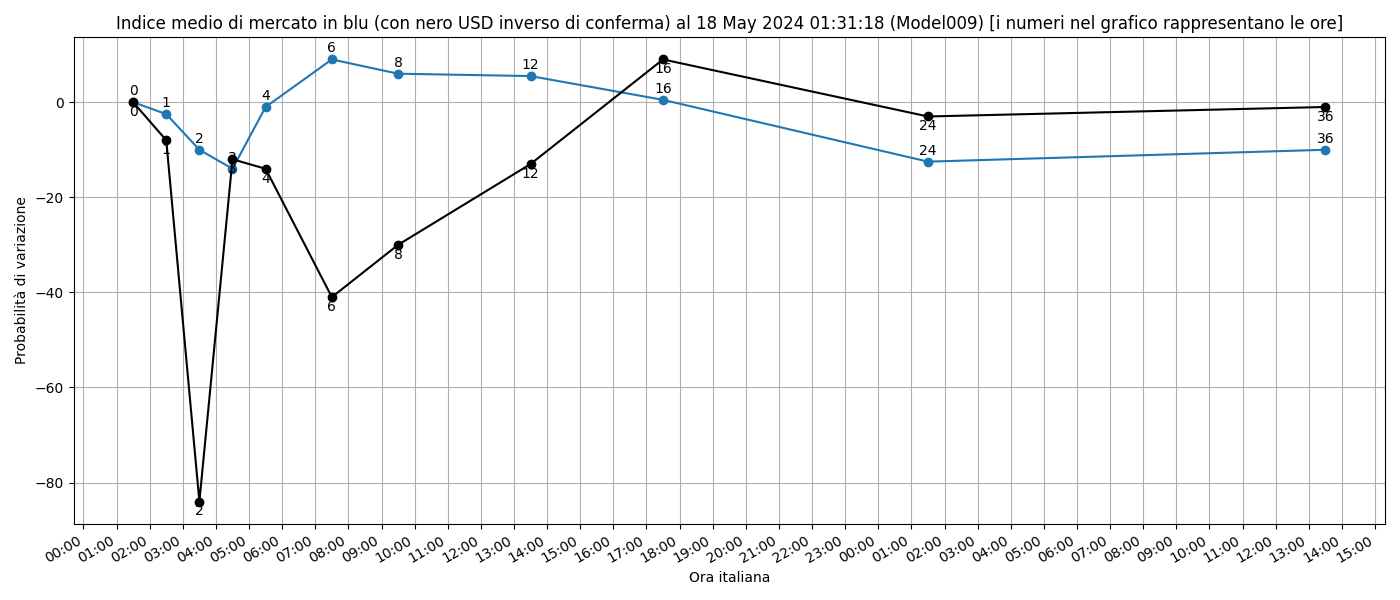 Indice medio di mercato in blu (con nero USD inverso di conferma) al 18 May 2024 01:31:18 (Model009) [i numeri nel grafico rappresentano le ore]
Probabilità di variazione
0
−20
−40
−60
−80
0 1 2 3 4 6 8 12 16 24 36
0 1 2 3 4 6 8 12 16 24 36
00:00 01:00 02:00 03:00 04:00 05:00 06:00 07:00 08:00 09:00 10:00 11:00 12:00 13:00 14:00 15:00 16:00 17:00 18:00 19:00 20:00 21:00 22:00 23:00 00:00 01:00 02:00 03:00 04:00 05:00 06:00 07:00 08:00 09:00 10:00 11:00 12:00 13:00 14:00 15:00
Ora italiana